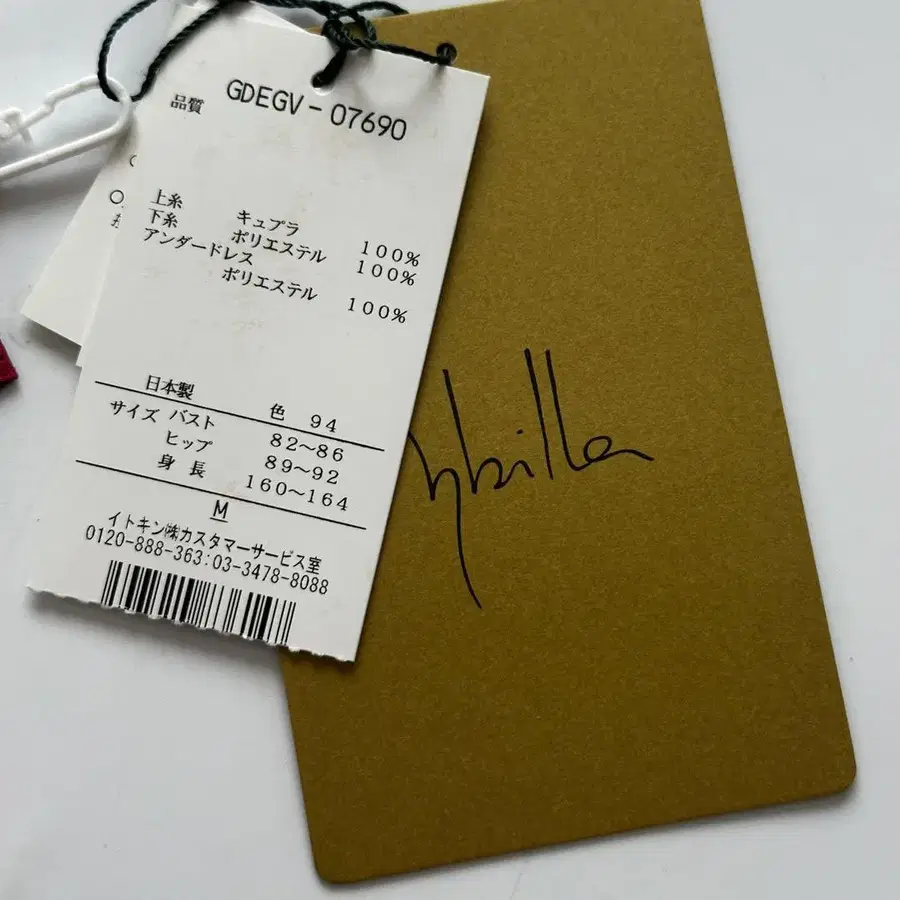 品質 GDEGV-07690
上糸 キュプラ 100%
下糸 ポリエステル 100%
アンダードレス
ポリエステル 100%
日本製 色 94
サイズ バスト 82~86
ヒップ 89~92
身長 160~164
M
イトキン㈱カスタマーサービス室
0120-888-363:03-3478-8088
ybilla